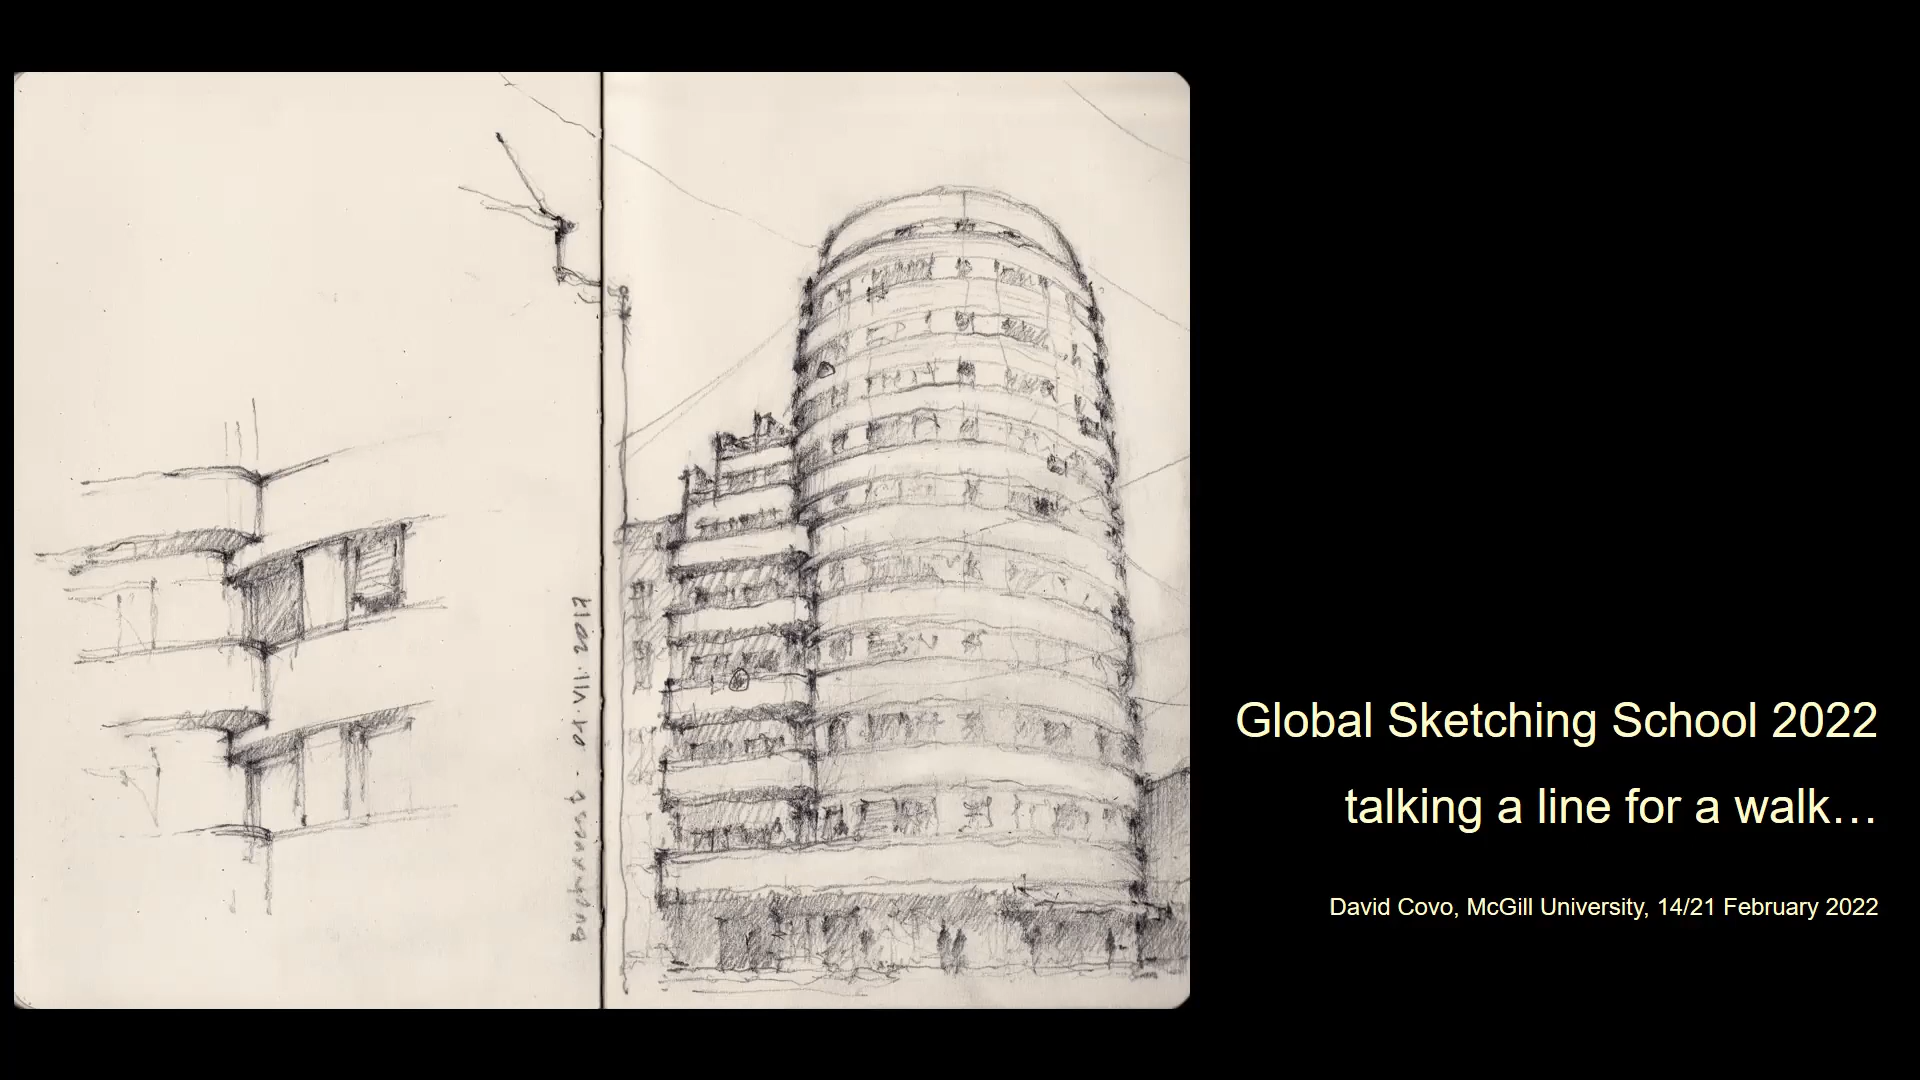 Global Sketching School 2022
talking a line for a walk…
David Covo, McGill University, 14/21 February 2022